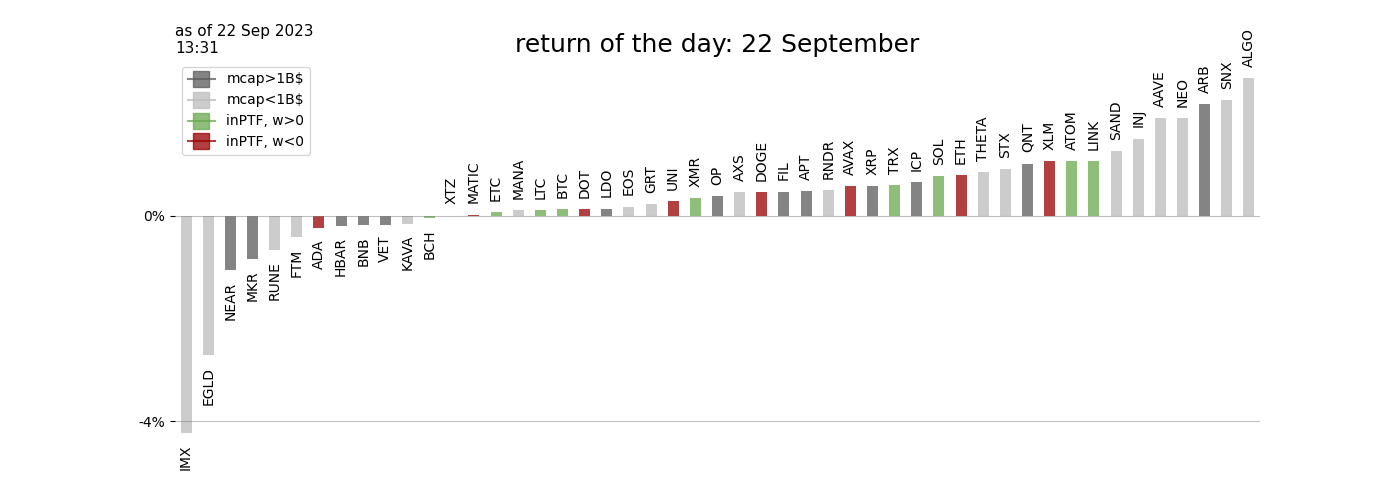 as of 22 Sep 2023
13:31
return of the day: 22 September
mcap>1B$
mcap<1B$
inPTF, w>0
inPTF, w<0
0%
-4%
IMX
EGLD
NEAR
MKR
RUNE
FTM
ADA
HBAR
BNB
VET
KAVA
BCH
XTZ
MATIC
ETC
MANA
LTC
BTC
DOT
LDO
EOS
GRT
UNI
XMR
OP
AXS
DOGE
FIL
APT
RNDR
AVAX
XRP
TRX
ICP
SOL
ETH
THETA
STX
QNT
XLM
ATOM
LINK
SAND
INJ
AAVE
NEO
ARB
SNX
ALGO